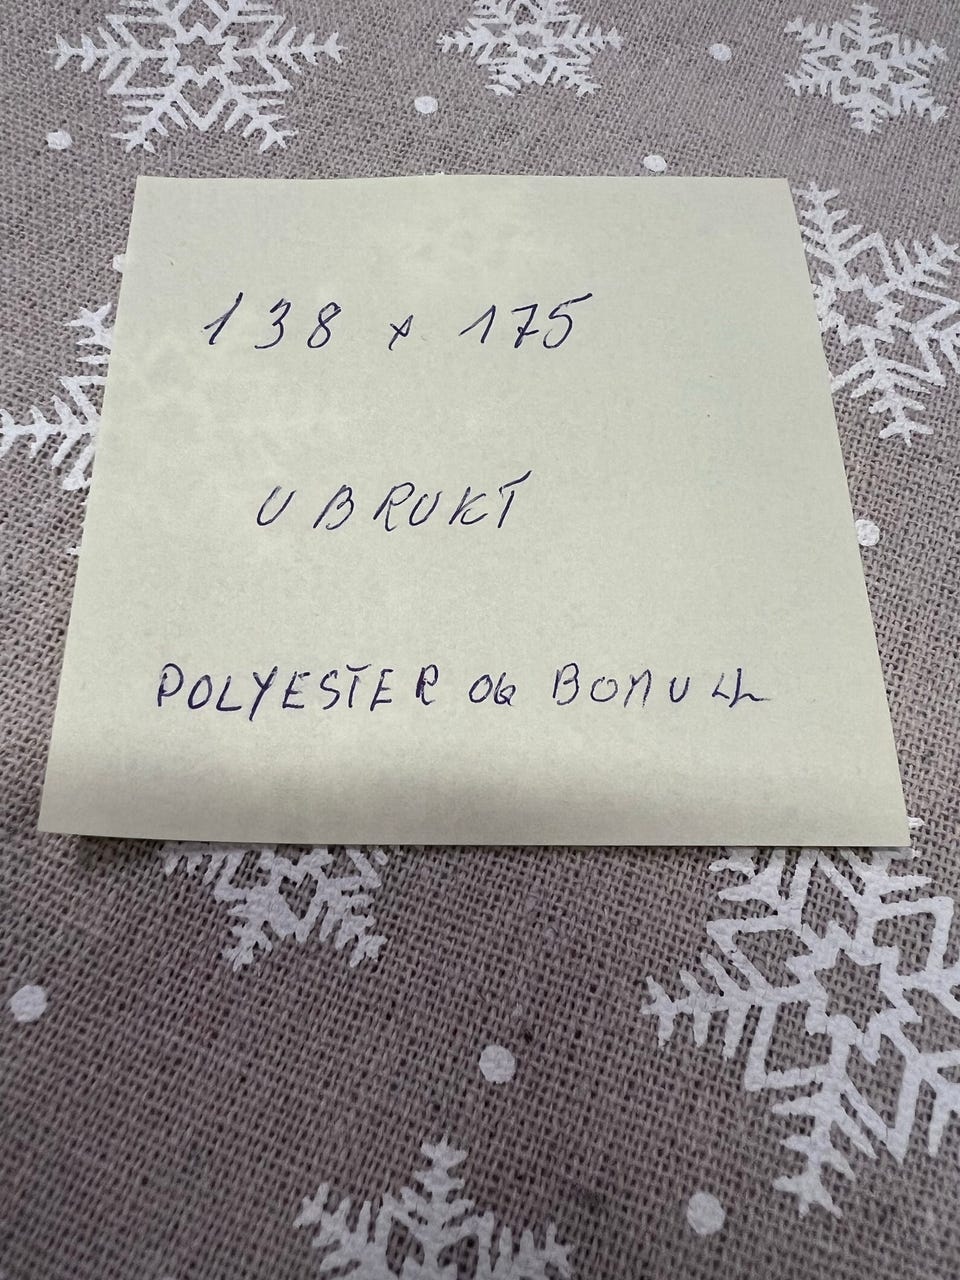 138 x 175
UBRUKT
POLYESTER OG BOMULL